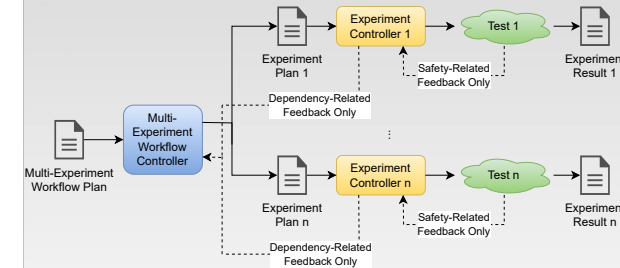 Experiment
Controller 1
Test 1
Experiment
Plan 1
Safety-Related
Feedback Only
Experiment
Result 1
Dependency-Related
Feedback Only
Multi-
Experiment
Workflow
Controller
Multi-Experiment
Workflow Plan
⋮
Experiment
Controller n
Test n
Experiment
Plan n
Safety-Related
Feedback Only
Experiment
Result n
Dependency-Related
Feedback Only